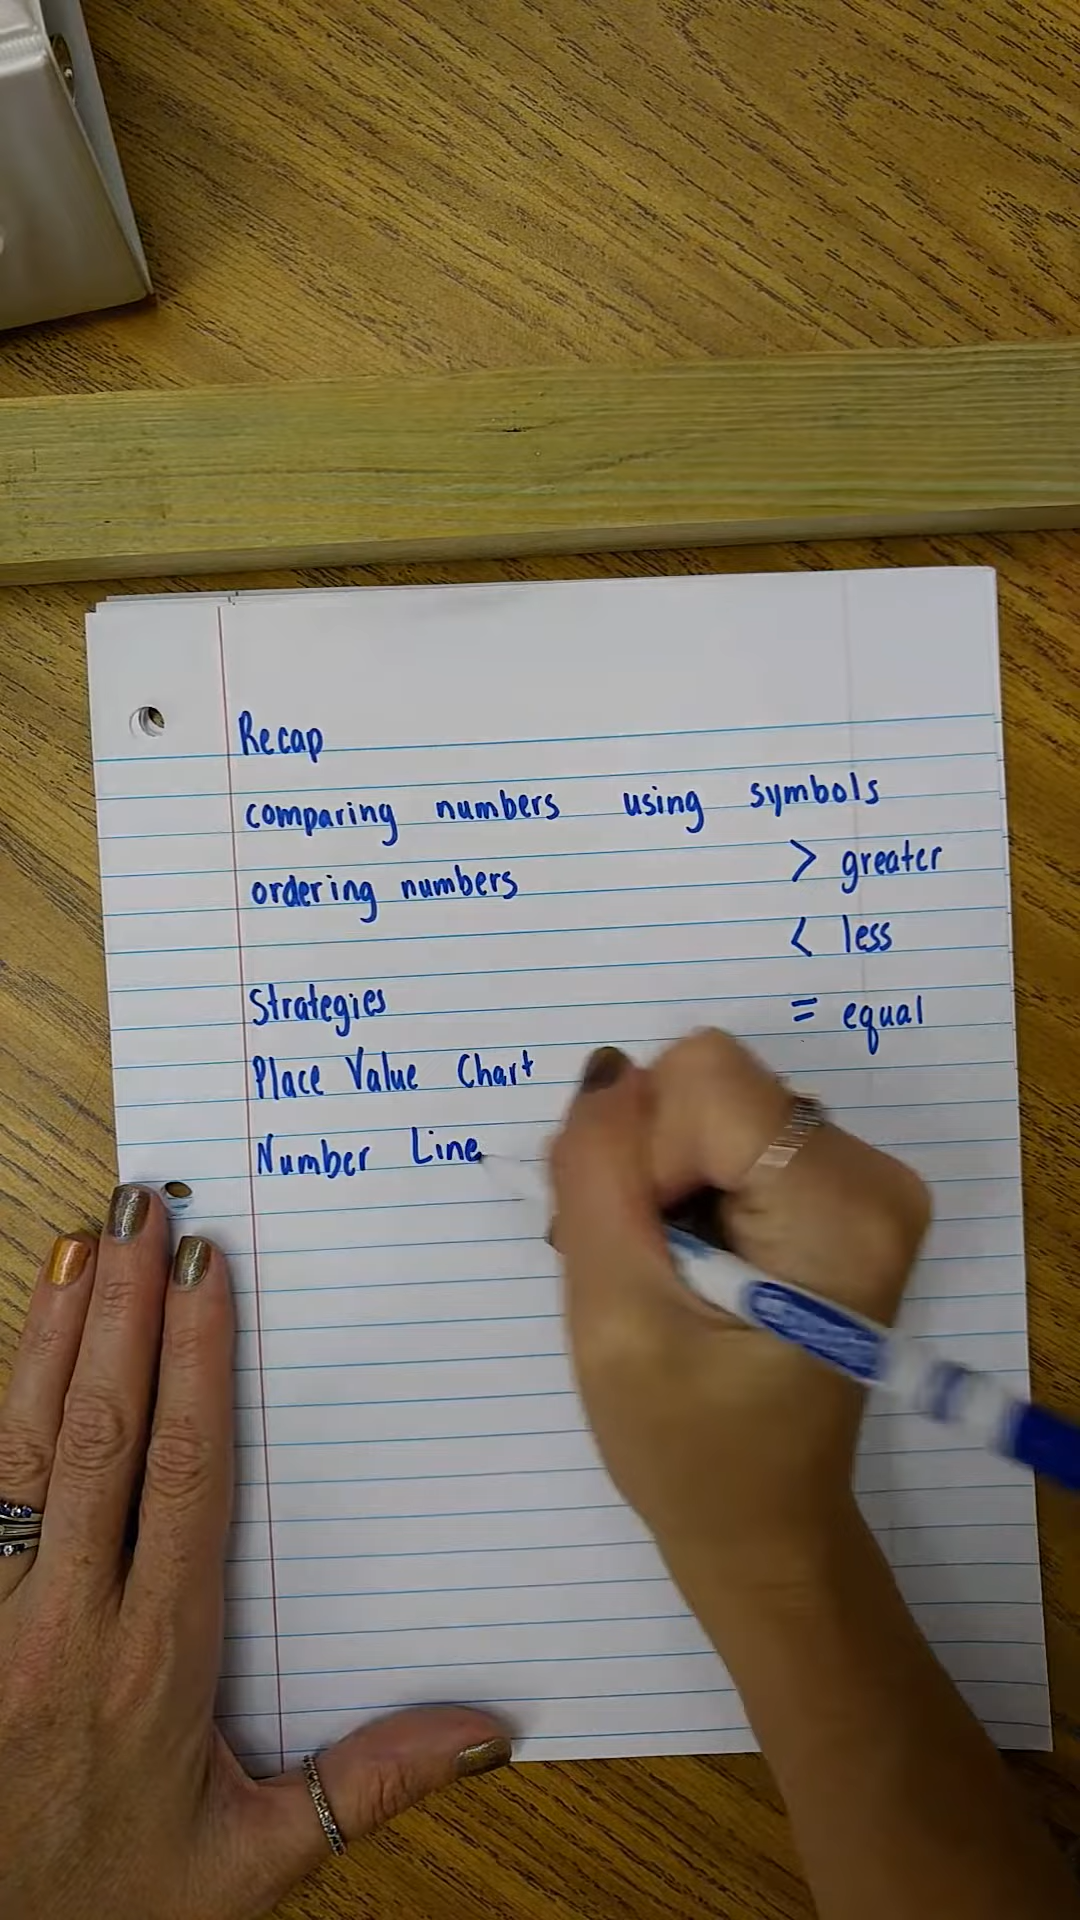 Recap
comparing numbers using symbols
ordering numbers
> greater
< less
= equal
Strategies
Place Value Chart
Number Line